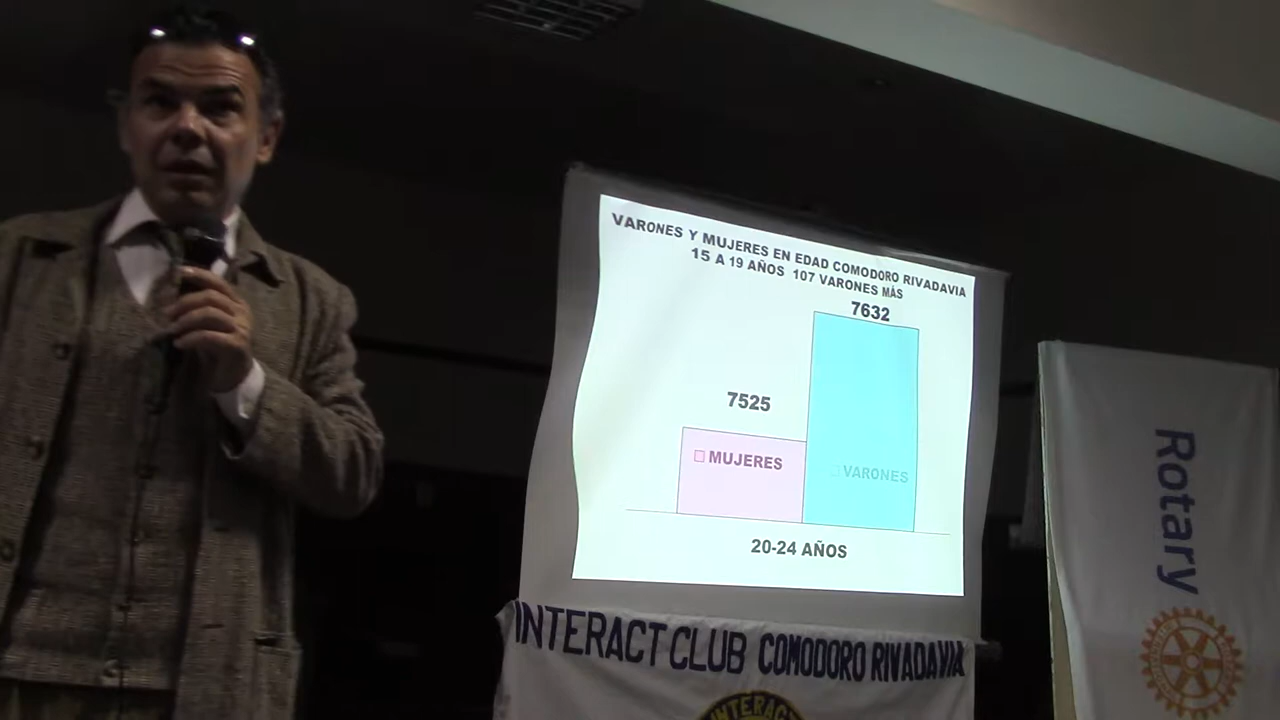 VARONES Y MUJERES EN EDAD COMODORO RIVADAVIA
15 A 19 AÑOS 107 VARONES MÁS
7632
7525
MUJERES
VARONES
20-24 AÑOS
INTERACT CLUB COMODORO RIVADAVIA
INTERACT
Rotary